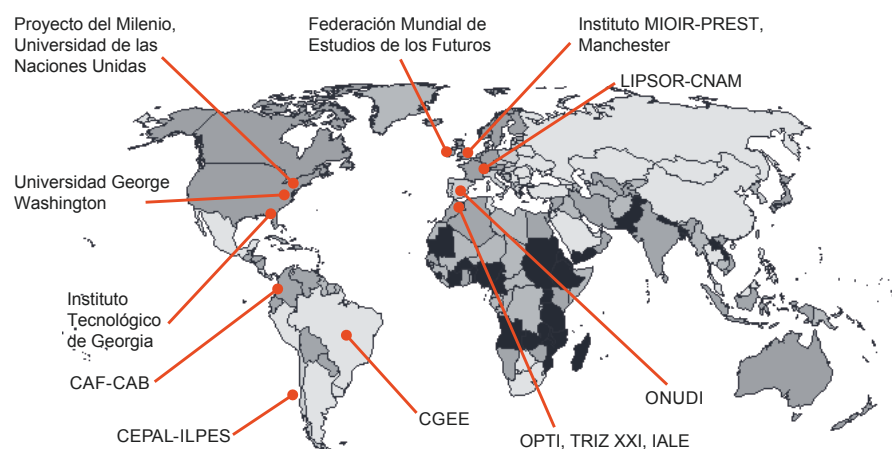 Proyecto del Milenio,
Universidad de las
Naciones Unidas
Federación Mundial de
Estudios de los Futuros
Instituto MIOIR-PREST,
Manchester
LIPSOR-CNAM
Universidad George
Washington
Instituto
Tecnológico
de Georgia
CAF-CAB
CEPAL-ILPES
CGEE
ONUDI
OPTI, TRIZ XXI, IALE